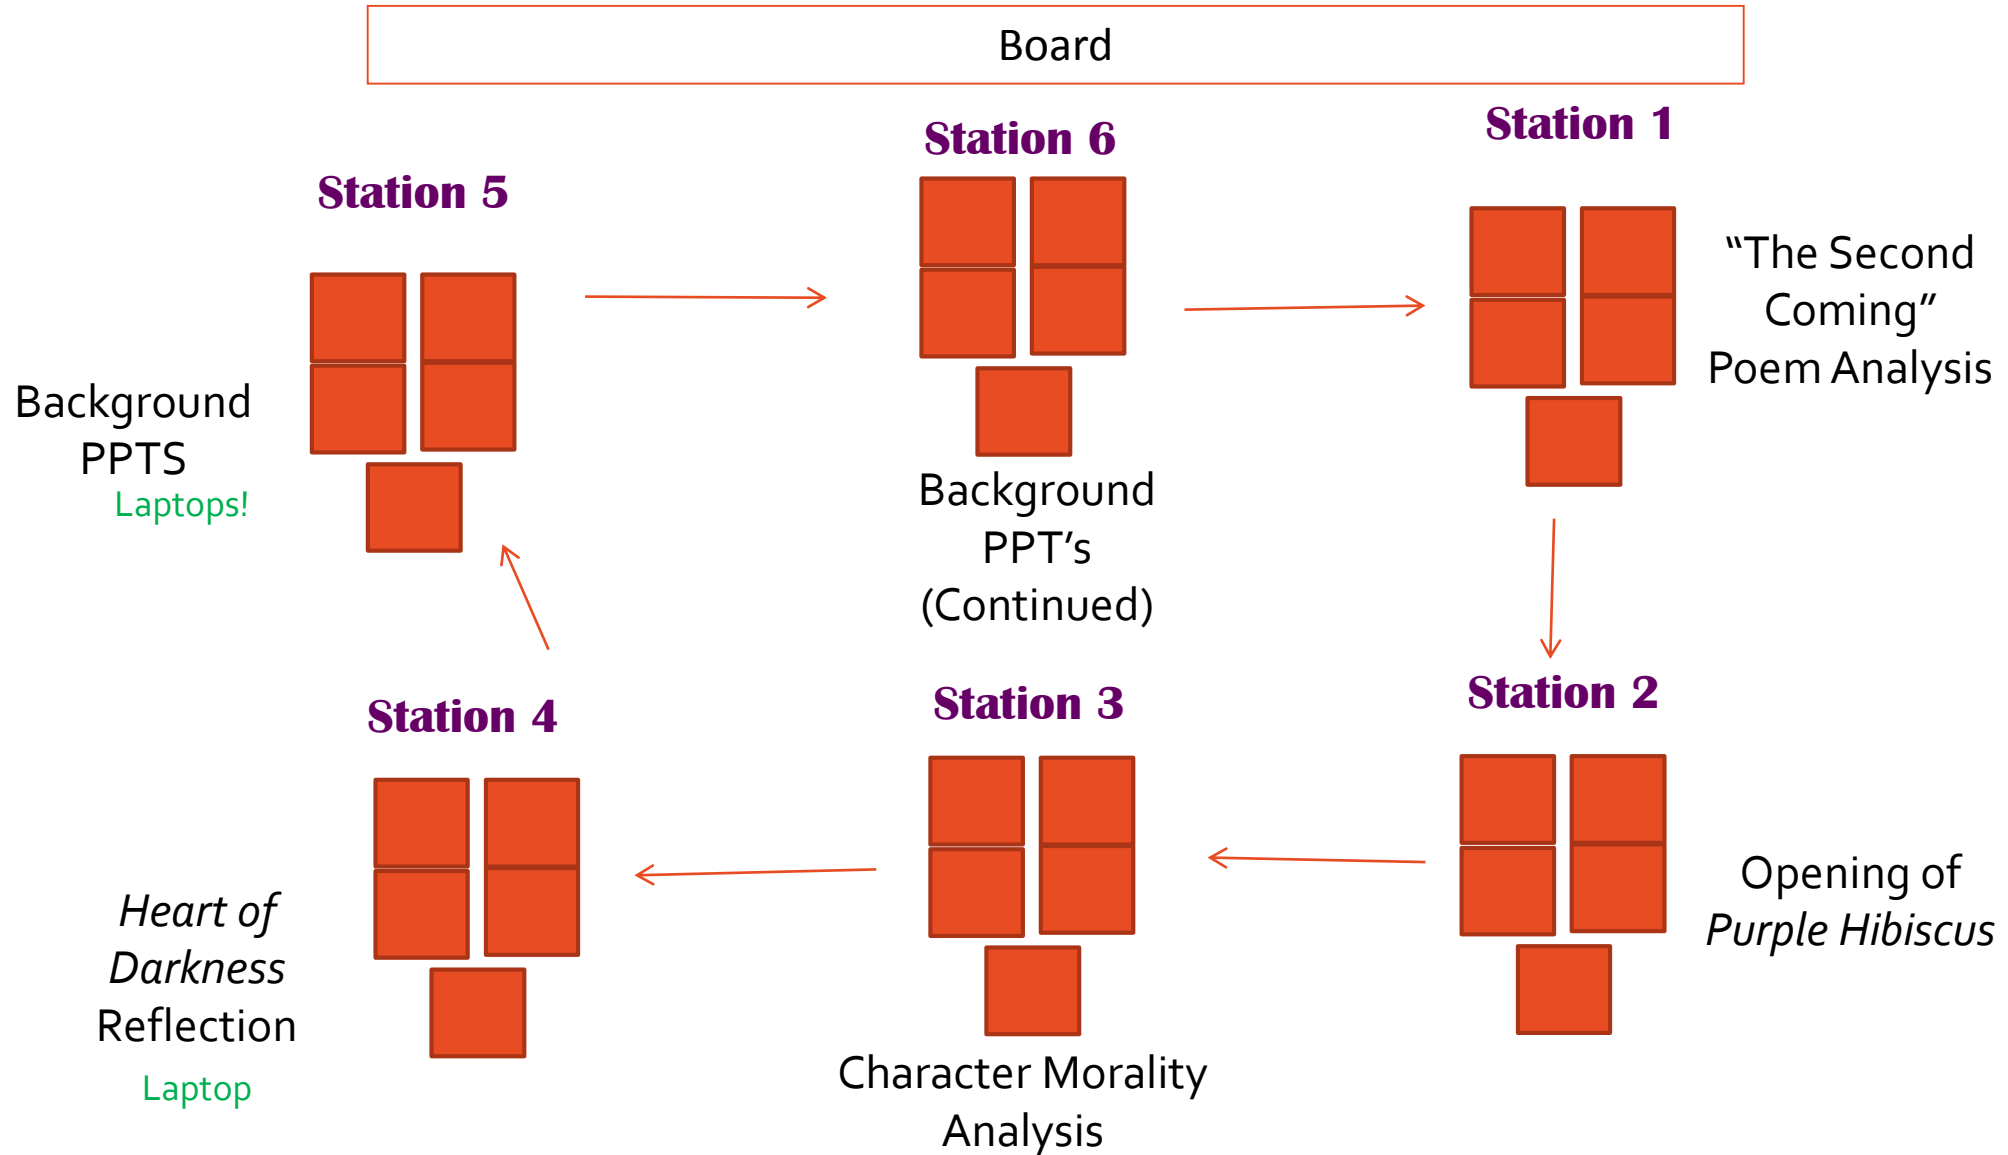 Board
Station 5
Background
PPTS
Laptops!
Station 6
Background
PPT’s
(Continued)
Station 1
“The Second
Coming”
Poem Analysis
Station 4
Heart of
Darkness
Reflection
Laptop
Station 3
Character Morality
Analysis
Station 2
Opening of
Purple Hibiscus